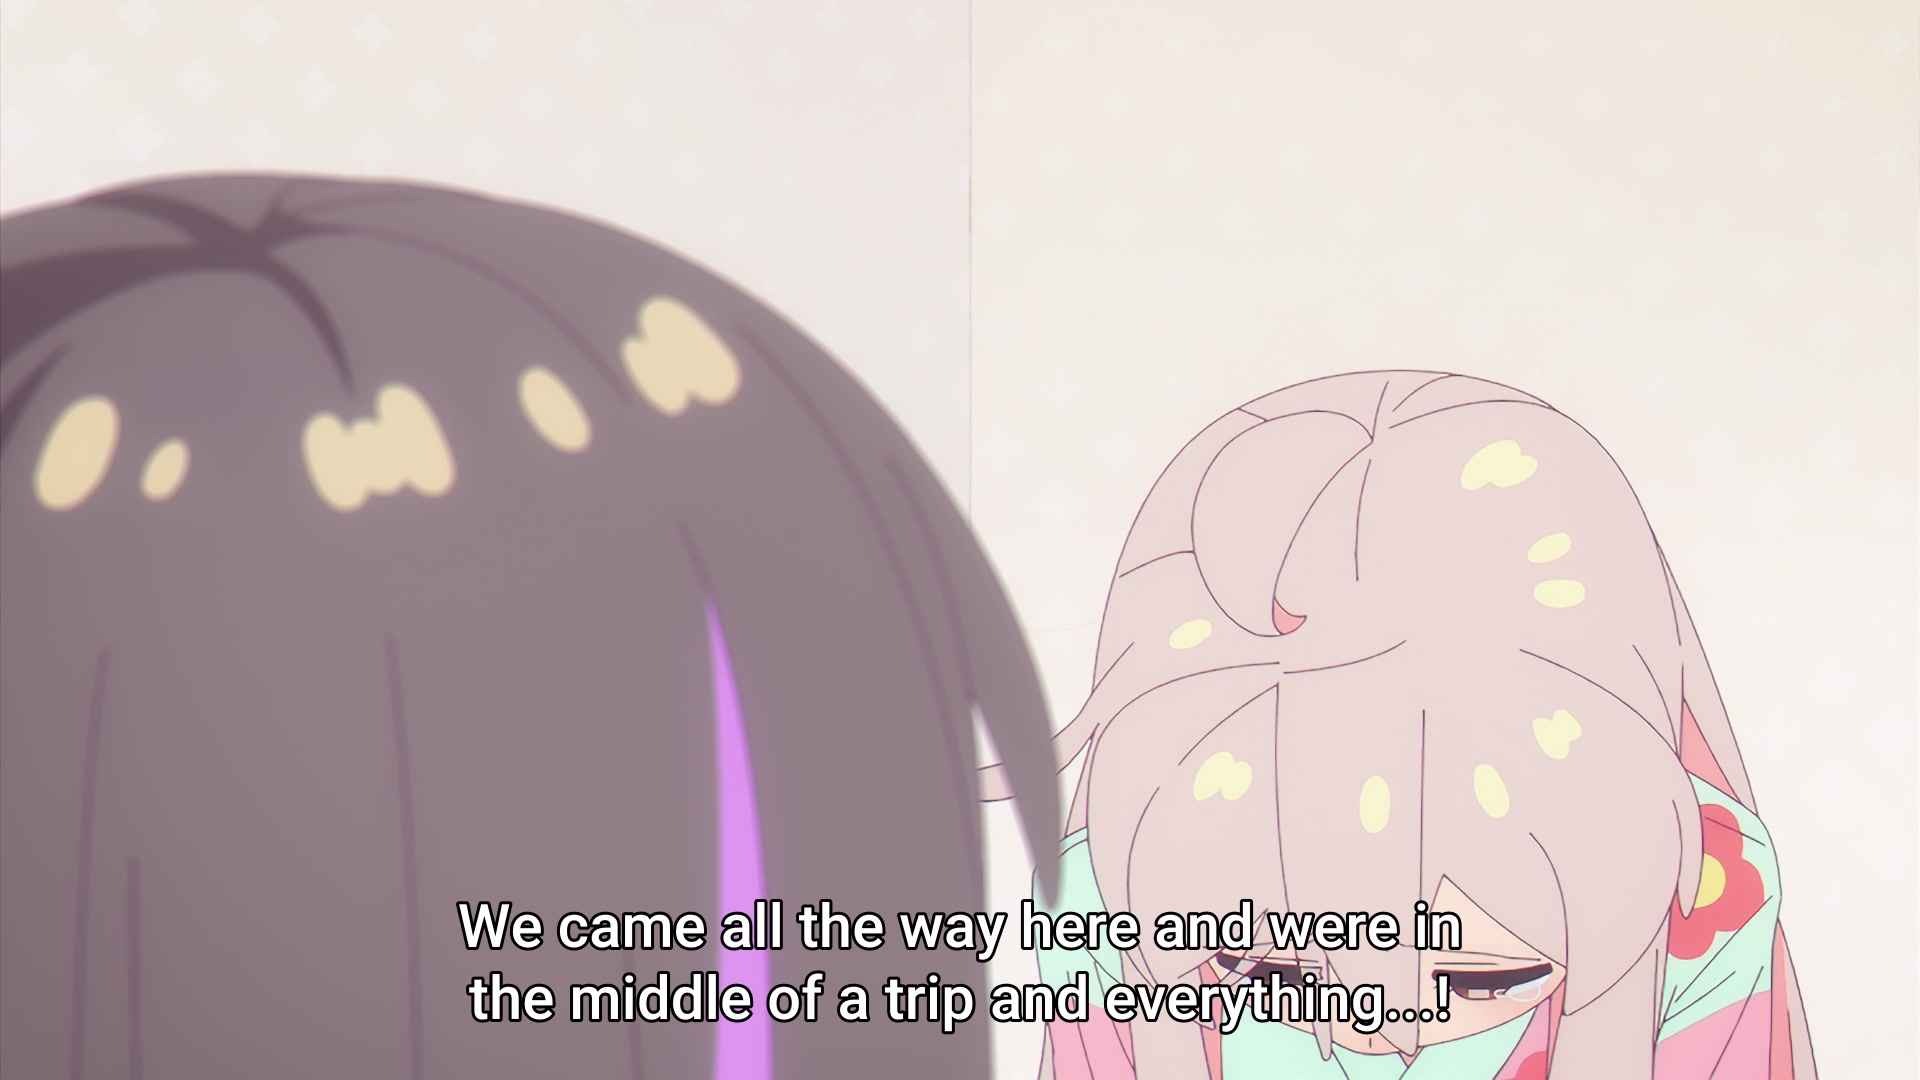 We came all the way here and were in
the middle of a trip and everything...!